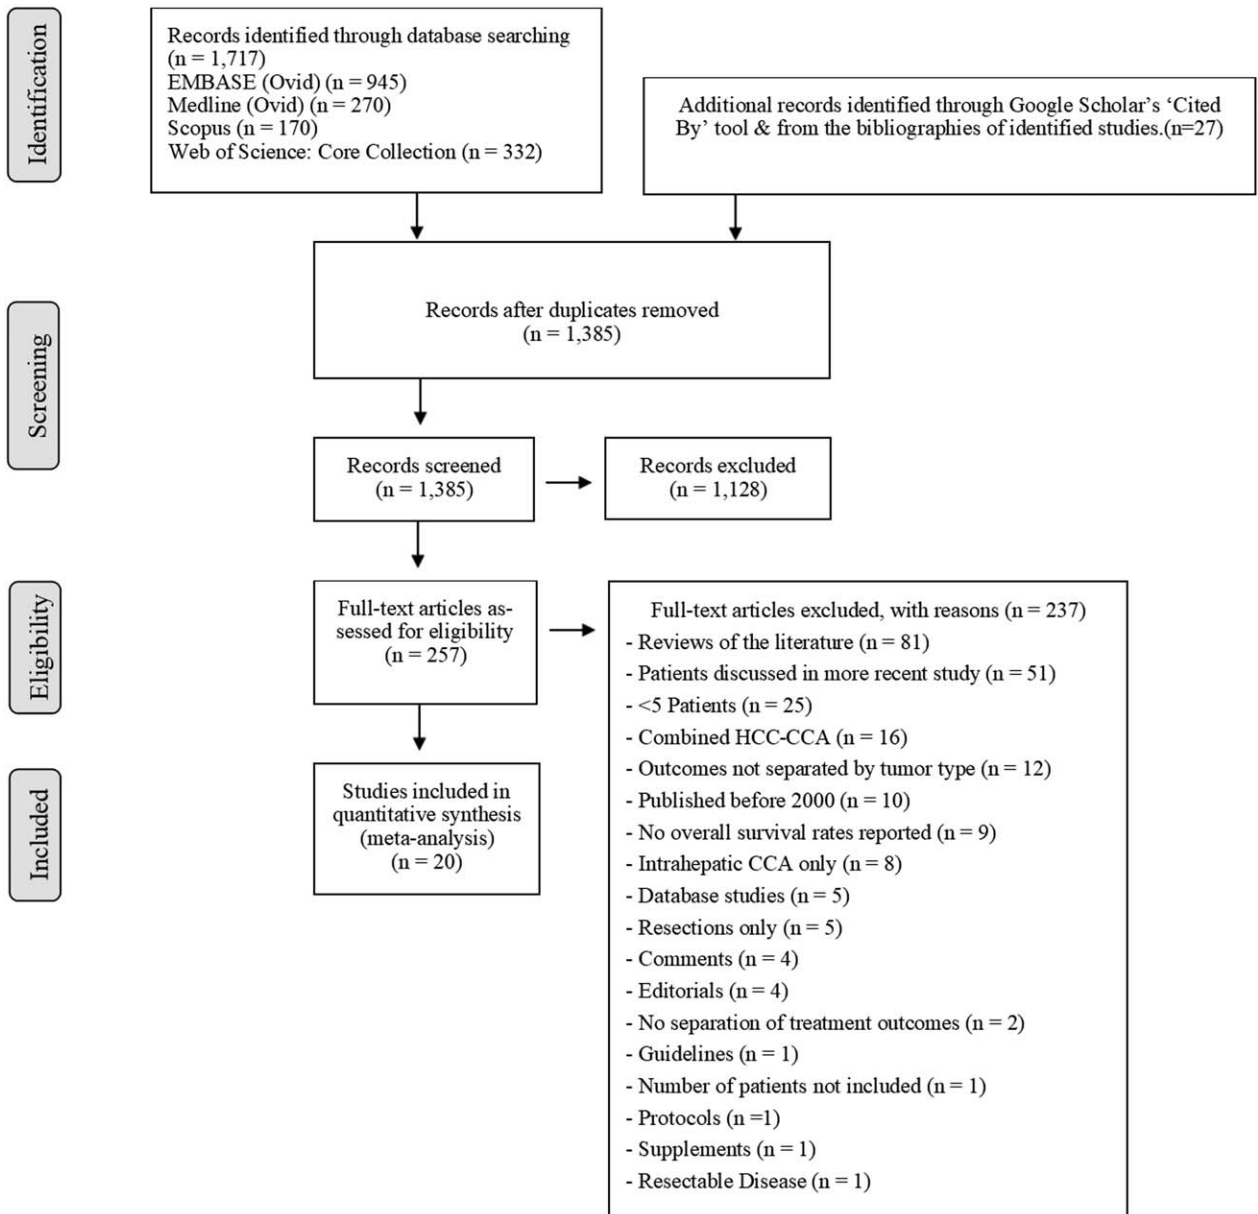 Identification
Records identified through database searching
(n = 1,717)
EMBASE (Ovid) (n = 945)
Medline (Ovid) (n = 270)
Scopus (n = 170)
Web of Science: Core Collection (n = 332)
Additional records identified through Google Scholar’s ‘Cited
By’ tool & from the bibliographies of identified studies.(n=27)
Screening
Records after duplicates removed
(n = 1,385)
Records screened
(n = 1,385)
Records excluded
(n = 1,128)
Eligibility
Full-text articles as-
sessed for eligibility
(n = 257)
Full-text articles excluded, with reasons (n = 237)
- Reviews of the literature (n = 81)
- Patients discussed in more recent study (n = 51)
- <5 Patients (n = 25)
- Combined HCC-CCA (n = 16)
- Outcomes not separated by tumor type (n = 12)
- Published before 2000 (n = 10)
- No overall survival rates reported (n = 9)
- Intrahepatic CCA only (n = 8)
- Database studies (n = 5)
- Resections only (n = 5)
- Comments (n = 4)
- Editorials (n = 4)
- No separation of treatment outcomes (n = 2)
- Guidelines (n = 1)
- Number of patients not included (n = 1)
- Protocols (n =1)
- Supplements (n = 1)
- Resectable Disease (n = 1)
Included
Studies included in
quantitative synthesis
(meta-analysis)
(n = 20)